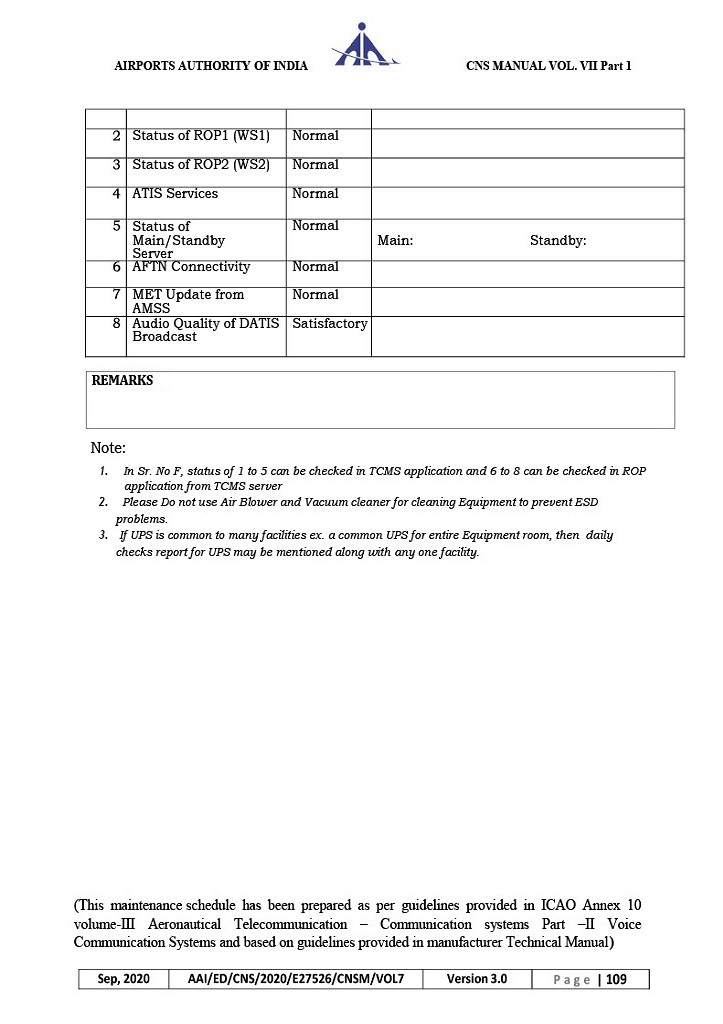 AIRPORTS AUTHORITY OF INDIA CNS MANUAL VOL. VII Part 1
2 Status of ROP1 (WS1) Normal
3 Status of ROP2 (WS2) Normal
4 ATIS Services Normal
5 Status of Normal
Main/Standby Main: Standby:
Server
6 AFTN Connectivity Normal
7 MET Update from Normal
AMSS
8 Audio Quality of DATIS Satisfactory
Broadcast
REMARKS
Note:
1. In Sr. No F, status of 1 to 5 can be checked in TCMS application and 6 to 8 can be checked in ROP
application from TCMS server
2. Please Do not use Air Blower and Vacuum cleaner for cleaning Equipment to prevent ESD
problems.
3. If UPS is common to many facilities ex. a common UPS for entire Equipment room, then daily
checks report for UPS may be mentioned along with any one facility.
(This maintenance schedule has been prepared as per guidelines provided in ICAO Annex 10
volume-III Aeronautical Telecommunication – Communication systems Part –II Voice
Communication Systems and based on guidelines provided in manufacturer Technical Manual)
Sep, 2020 AAI/ED/CNS/2020/E27526/CNSM/VOL7 Version 3.0 Page | 109